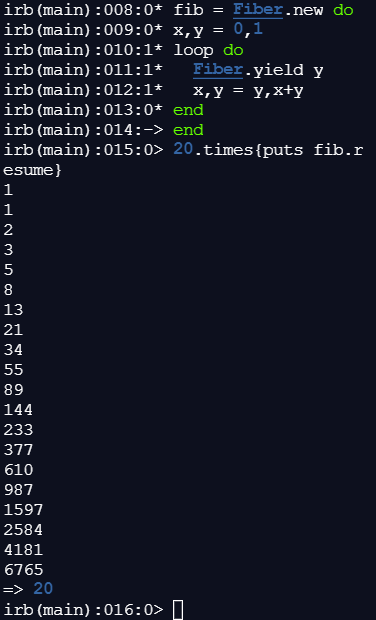 irb(main):008:0* fib = Fiber.new do
irb(main):009:0* x,y = 0,1
irb(main):010:1* loop do
irb(main):011:1*   Fiber.yield y
irb(main):012:1*   x,y = y,x+y
irb(main):013:0* end
irb(main):014:-> end
irb(main):015:0> 20.times{puts fib.r
esume}
1
1
2
3
5
8
13
21
34
55
89
144
233
377
610
987
1597
2584
4181
6765
=> 20
irb(main):016:0>